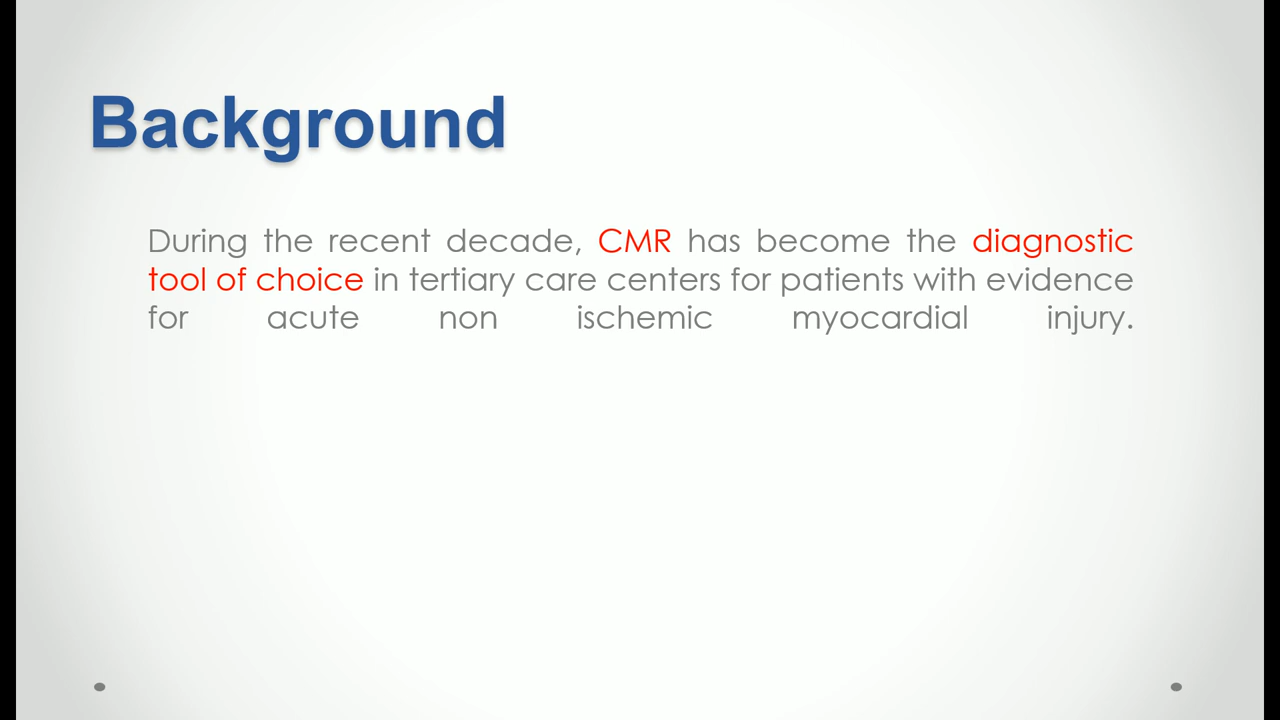 Background
During the recent decade, CMR has become the diagnostic
tool of choice in tertiary care centers for patients with evidence
for acute non ischemic myocardial injury.